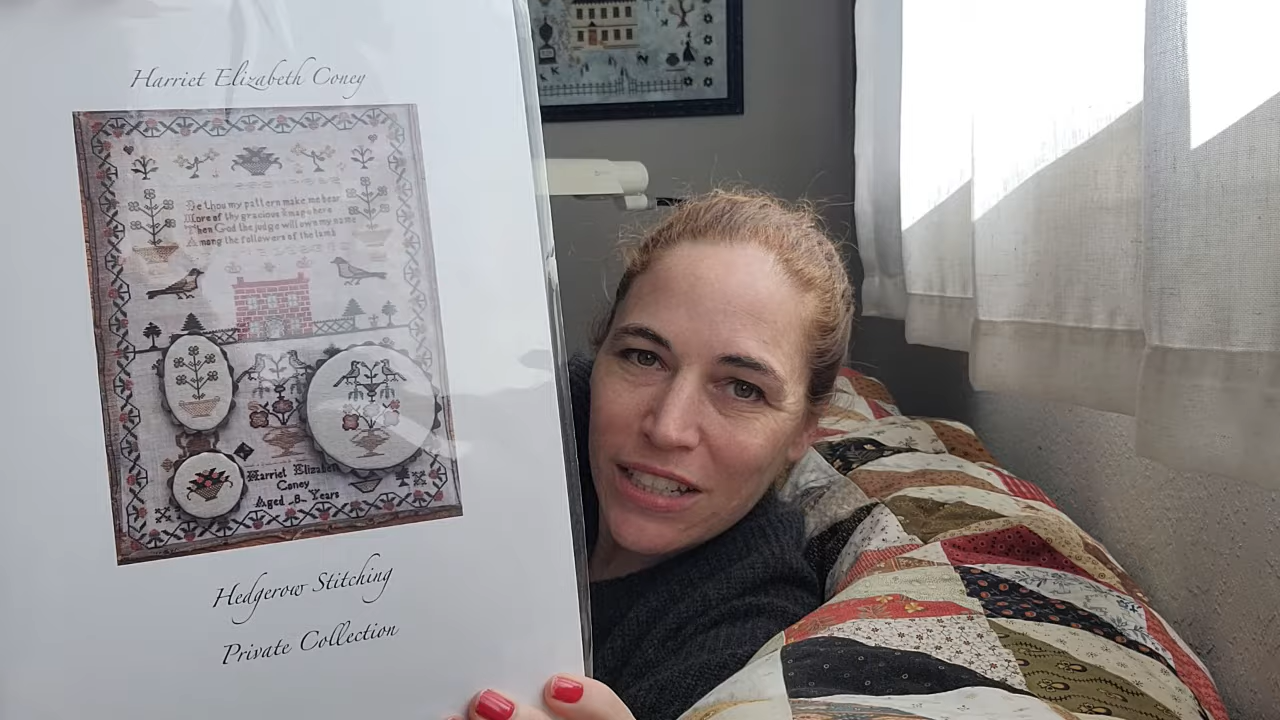 Harriet Elizabeth Coney
Be thou my pattern make me bear
More of thy gracious image here
Then God the judge will own my name
Among the followers of the lamb
Harriet Elizabeth
Coney
Aged 8 Years
Hedgerow Stitching
Private Collection
K
N